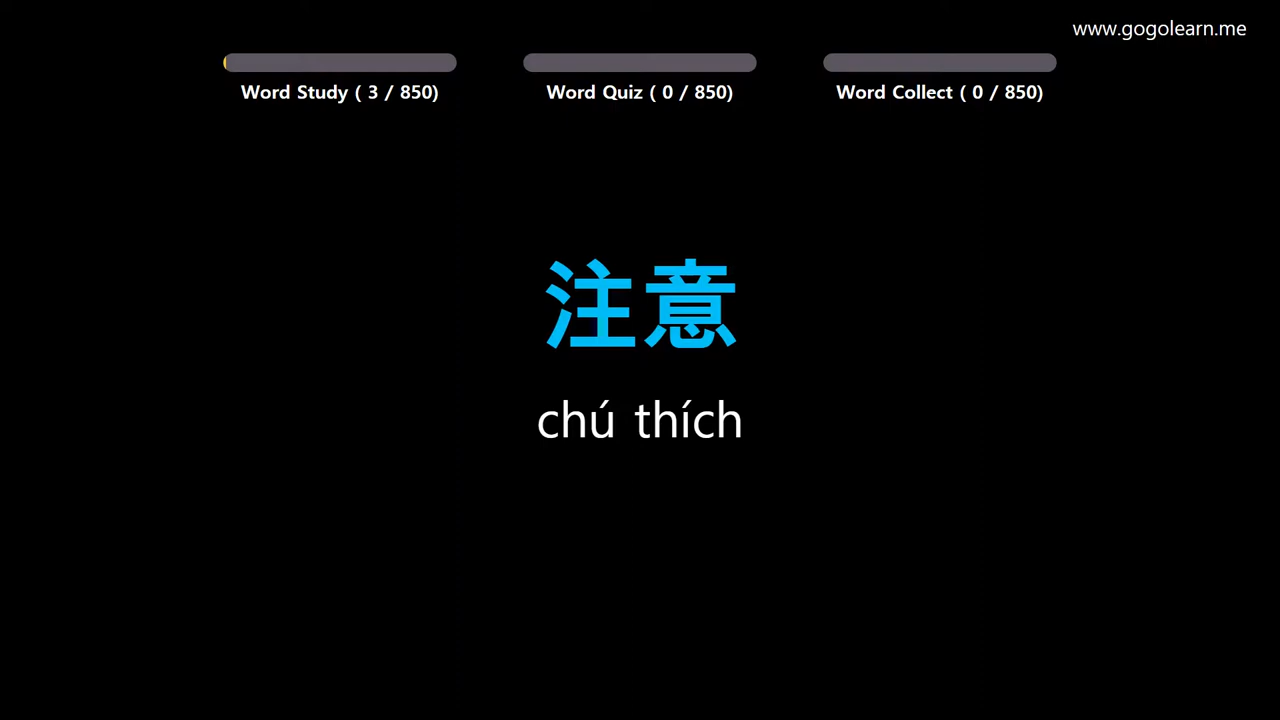 www.gogolearn.me
Word Study ( 3 / 850)
Word Quiz ( 0 / 850)
Word Collect ( 0 / 850)
注意
chú thích